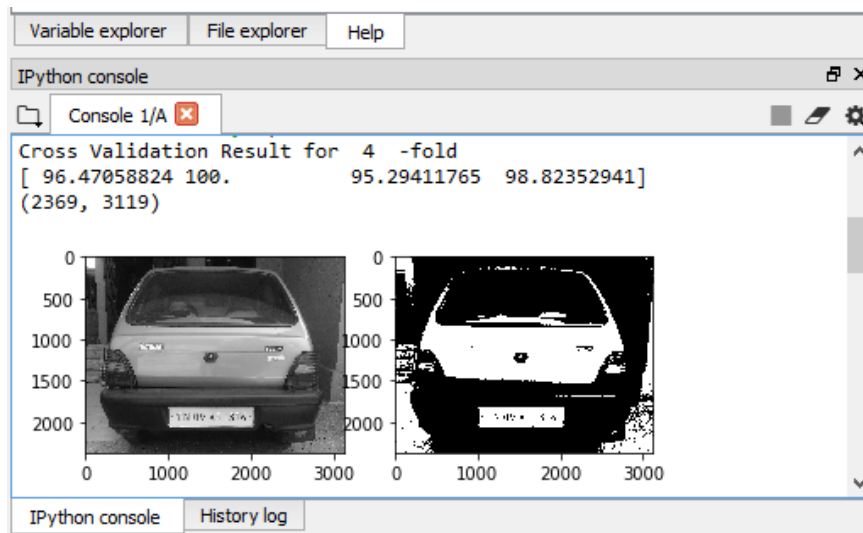 Variable explorer File explorer Help
IPython console
Console 1/A
Cross Validation Result for 4 -fold
[ 96.47058824 100. 95.29411765 98.82352941]
(2369, 3119)
0 0
500 500
1000 1000
1500 1500
2000 2000
0 1000 2000 3000 0 1000 2000 3000
IPython console History log